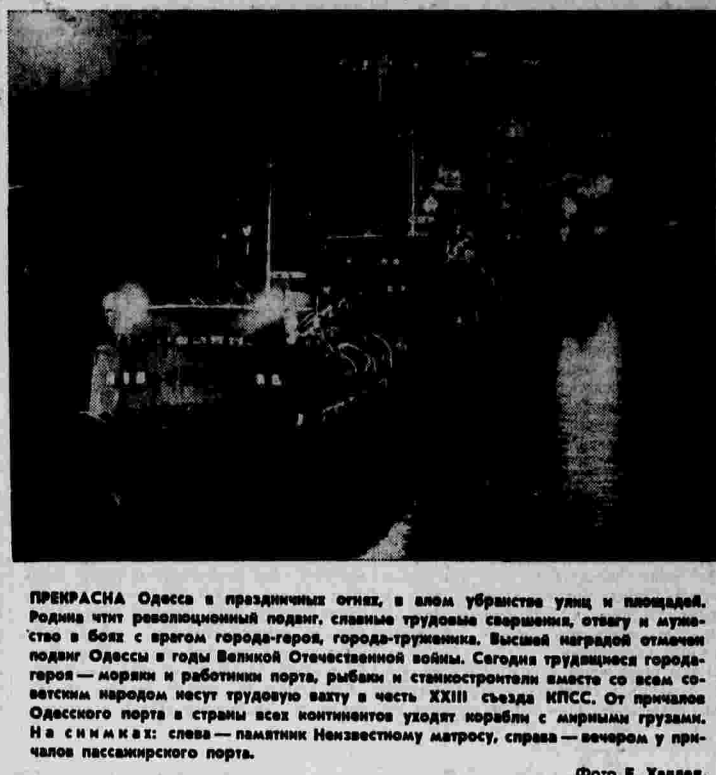 ПРЕКРАСНА Одесса в праздничных огнях, в алом убранстве улиц и площадей.
Родина чтит революционный подвиг, славные трудовые свершения, отвагу и муже-
ство в боях с врагом города-героя, города-труженика. Высшей наградой отмечен
подвиг Одессы в годы Великой Отечественной войны. Сегодня трудящиеся города-
героя — моряки и работники порта, рыбаки и станкостроители вместе со всем со-
ветским народом несут трудовую вахту в честь XXIII съезда КПСС. От причалов
Одесского порта в страны всех континентов уходят корабли с мирными грузами.
На снимках: слева — памятник Неизвестному матросу, справа — вечером у при-
чалов пассажирского порта.
Фото Е.